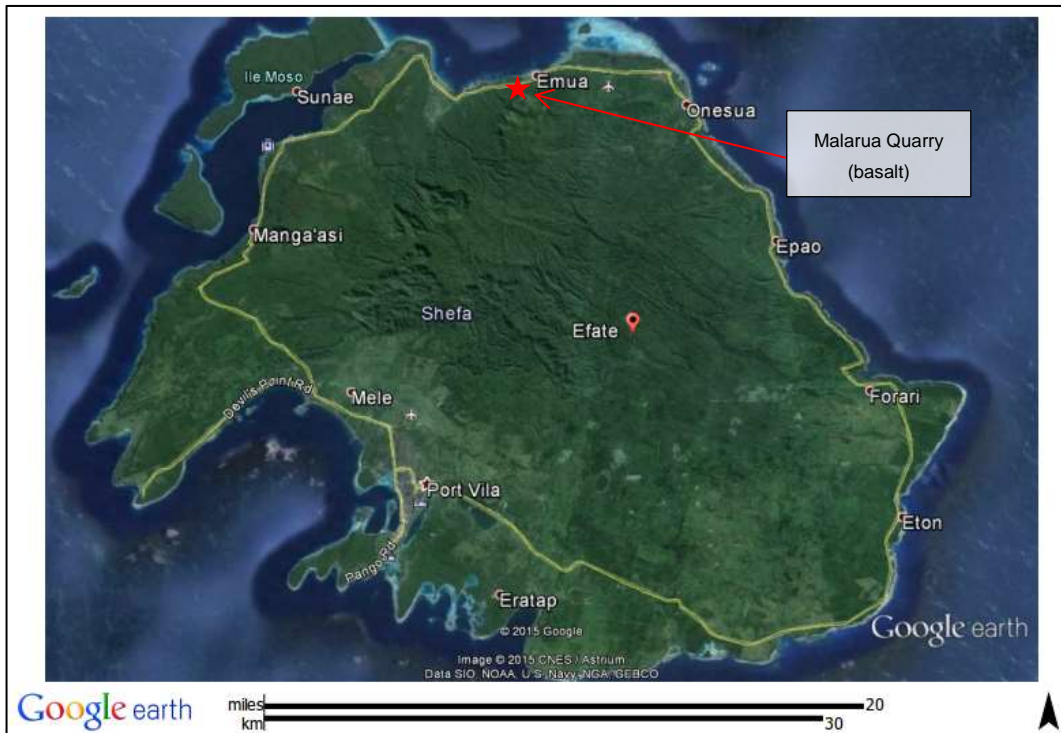 Ile Moso
Sunae
Emua
Onesua
Malarua Quarry
(basalt)
Manga'asi
Epao
Shefa
Efate
Devil's Point Rd
Mele
Forari
Port Vila
Eton
Pango Rd
Eratap
© 2015 Google
Google earth
Image © 2015 CNES / Astrium
Data SIO, NOAA, U.S. Navy, NGA, GEBCO
Google earth
miles 20
km 30